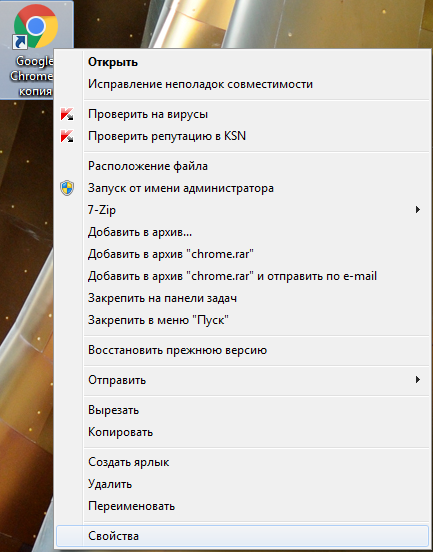 Google
Chrome -
копия
Открыть
Исправление неполадок совместимости
Проверить на вирусы
Проверить репутацию в KSN
Расположение файла
Запуск от имени администратора
7-Zip
Добавить в архив...
Добавить в архив "chrome.rar"
Добавить в архив "chrome.rar" и отправить по e-mail
Закрепить на панели задач
Закрепить в меню "Пуск"
Восстановить прежнюю версию
Отправить
Вырезать
Копировать
Создать ярлык
Удалить
Переименовать
Свойства